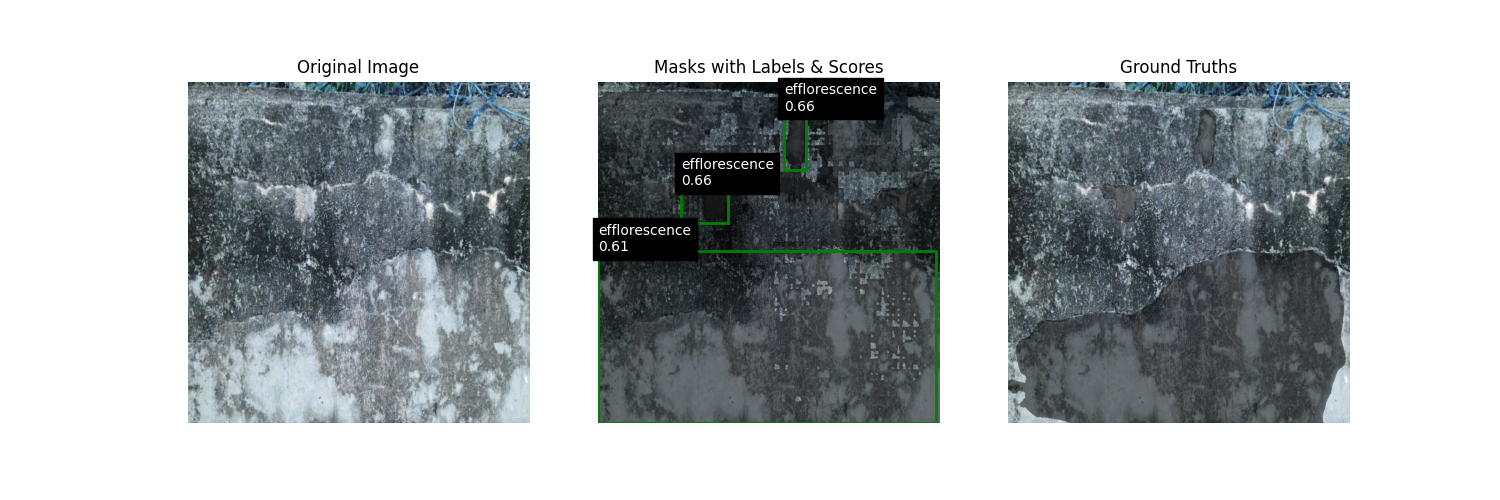 Original Image
Masks with Labels & Scores
Ground Truths
efflorescence
0.66
efflorescence
0.66
efflorescence
0.61